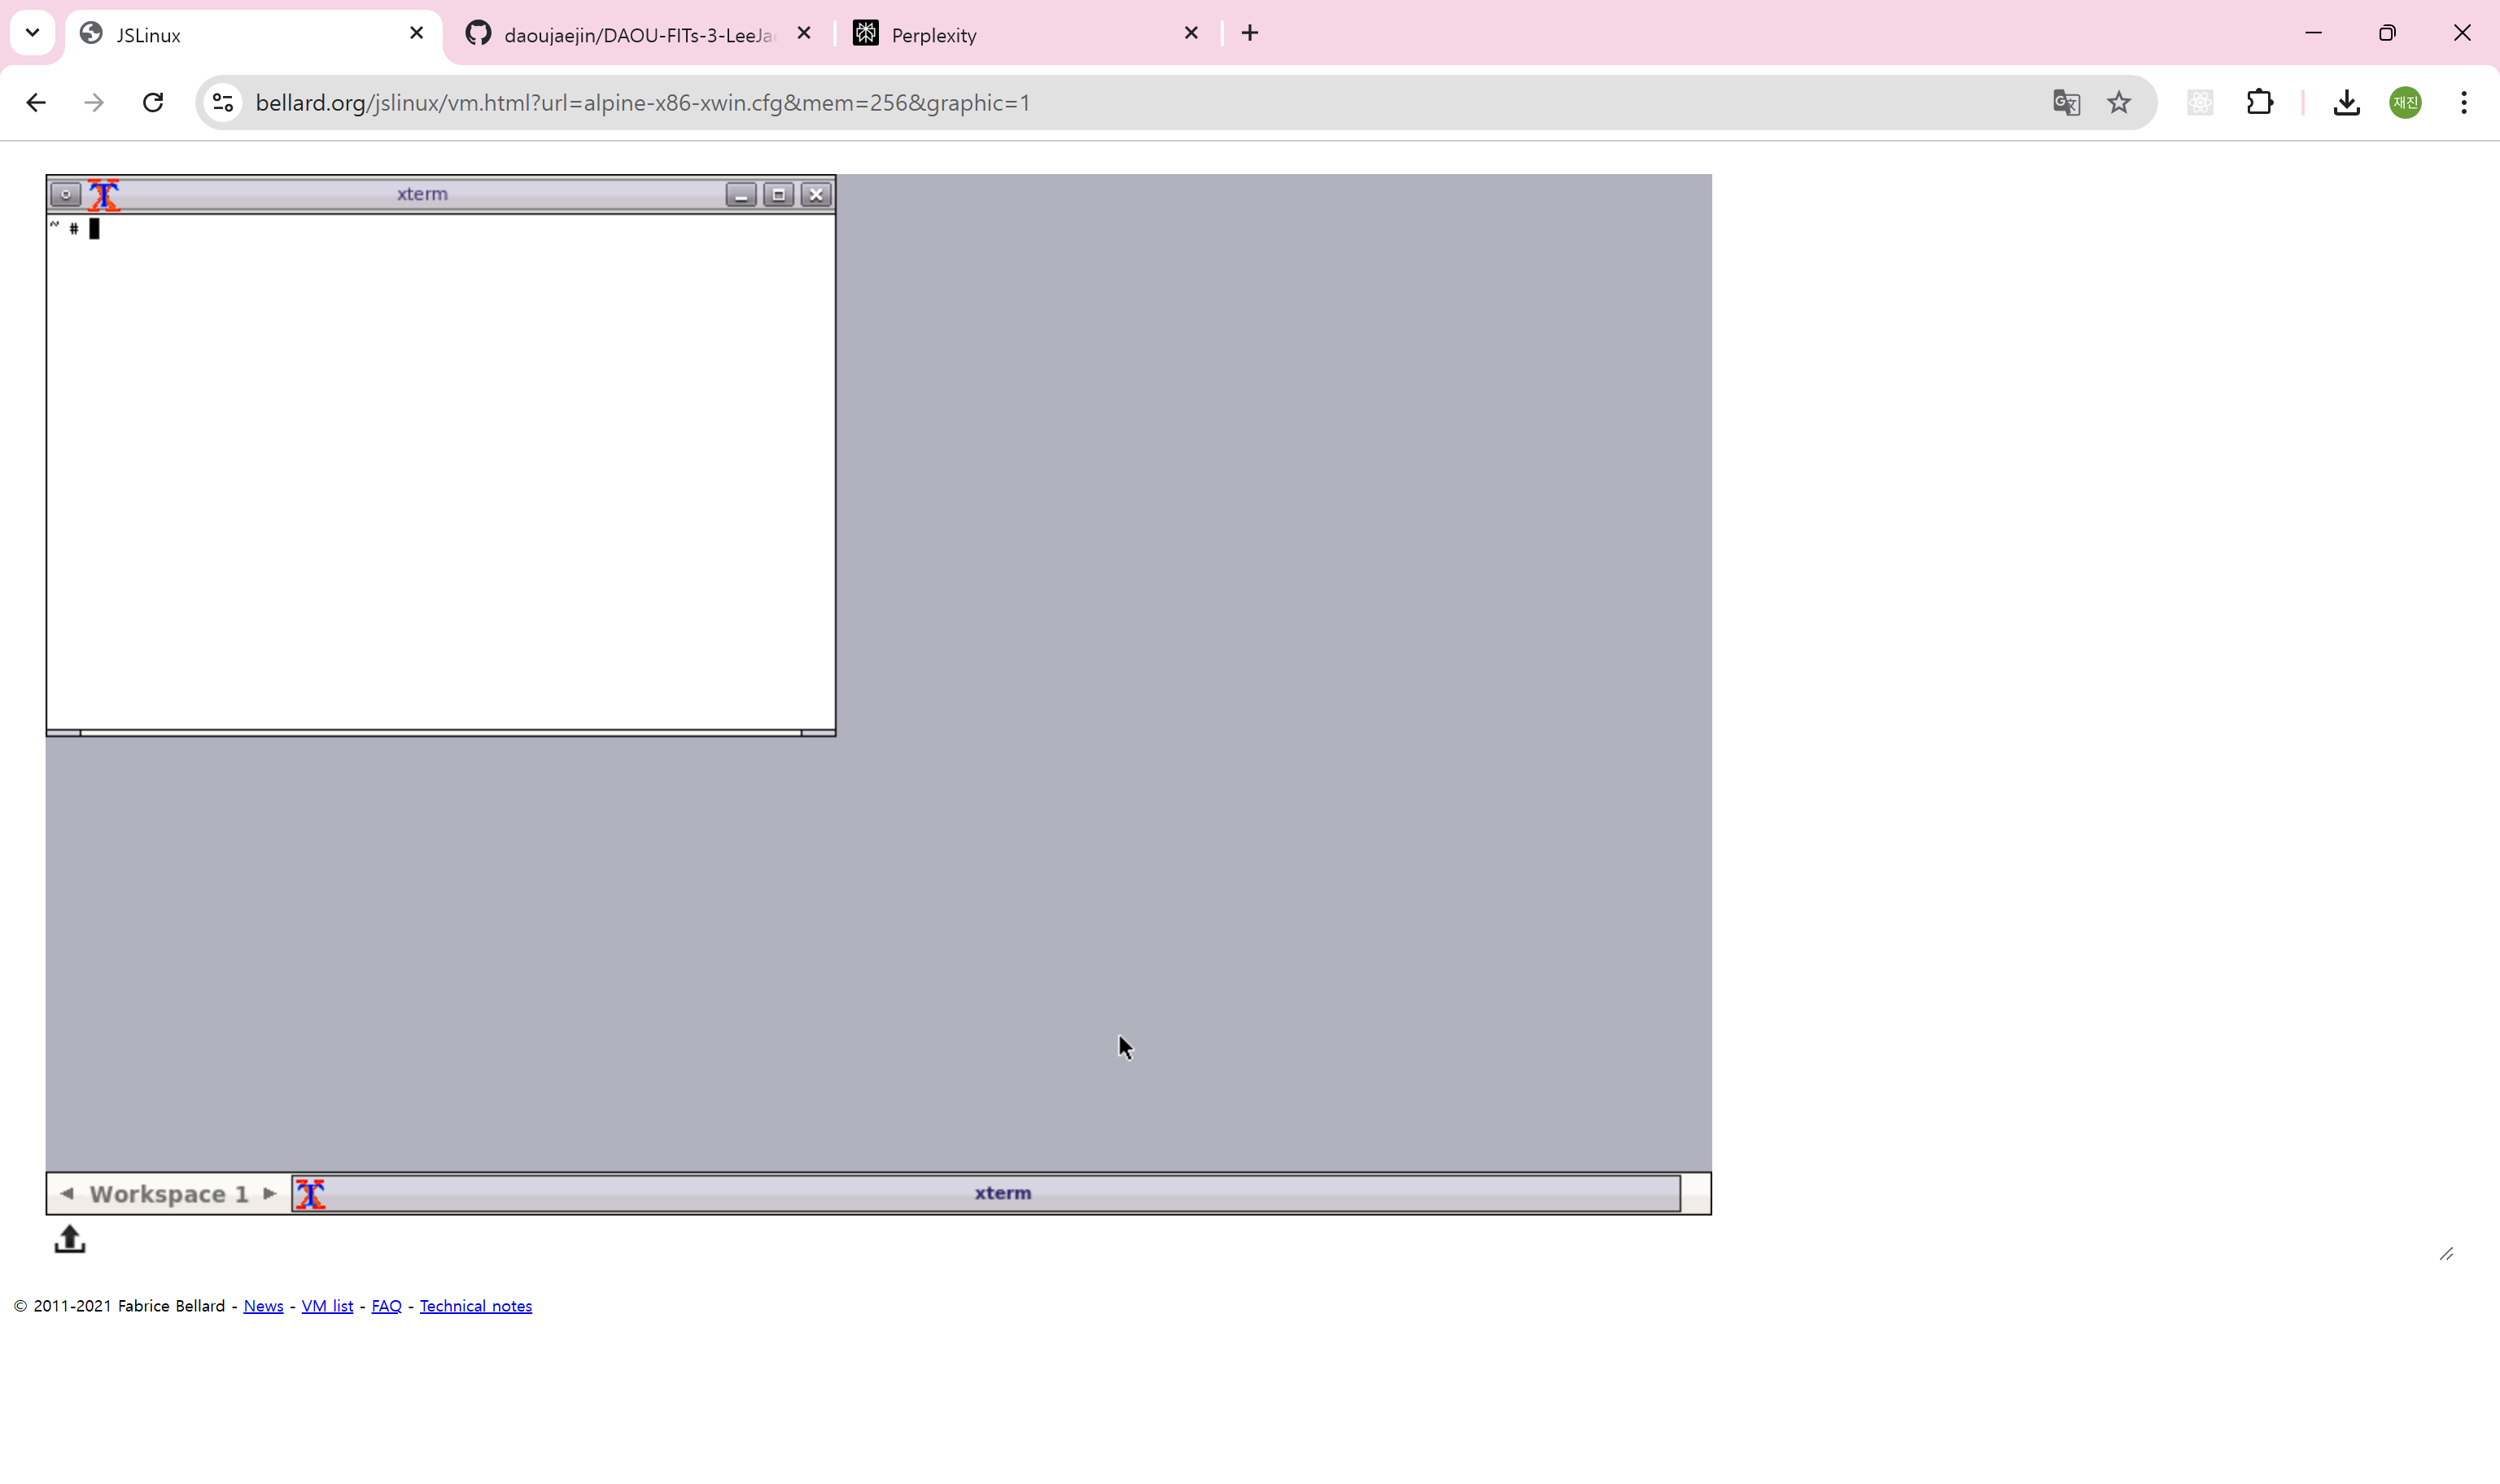 JSLinux
daoujaejin/DAOU-FITs-3-LeeJa
Perplexity
bellard.org/jslinux/vm.html?url=alpine-x86-xwin.cfg&mem=256&graphic=1
재진
xterm
~ #
Workspace 1
xterm
© 2011-2021 Fabrice Bellard - News - VM list - FAQ - Technical notes